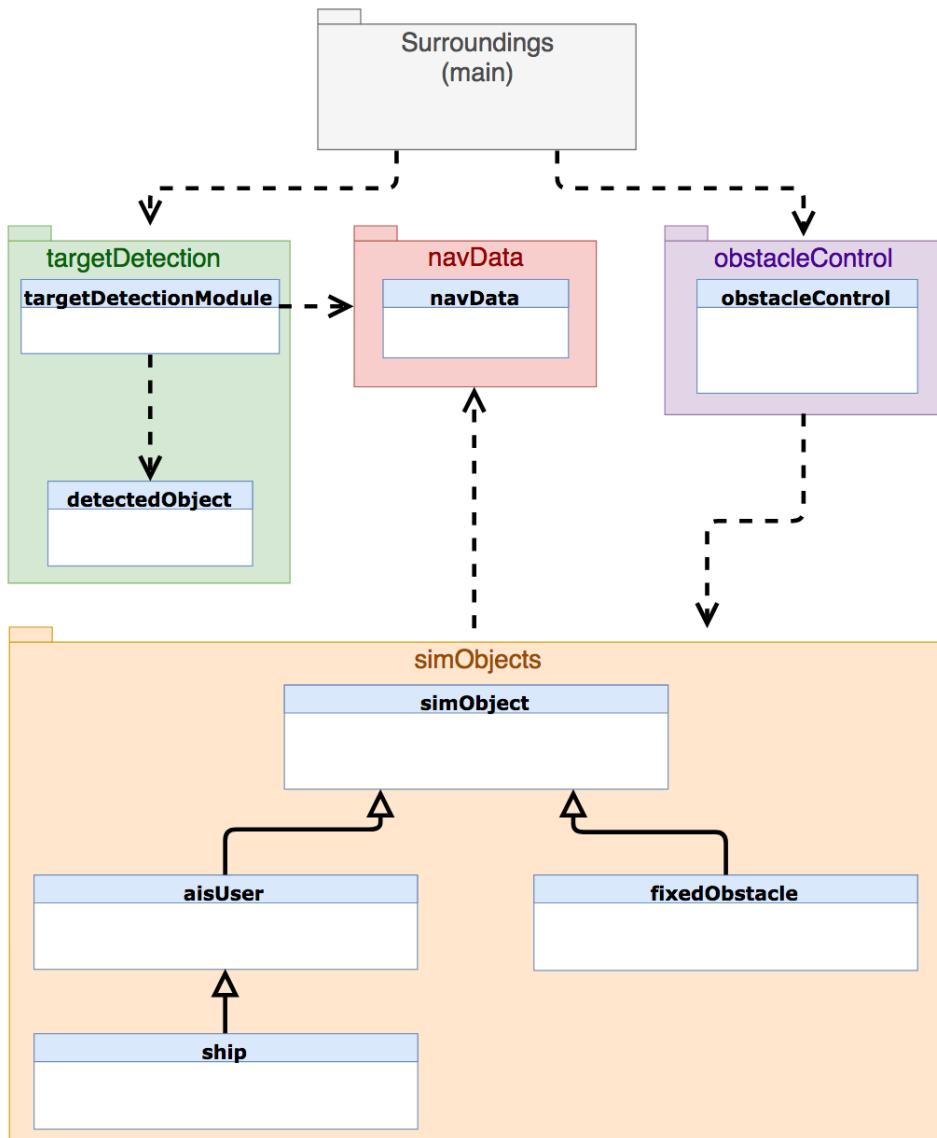 Surroundings
(main)
targetDetection
navData
obstacleControl
targetDetectionModule
navData
obstacleControl
detectedObject
simObjects
simObject
aisUser
fixedObstacle
ship